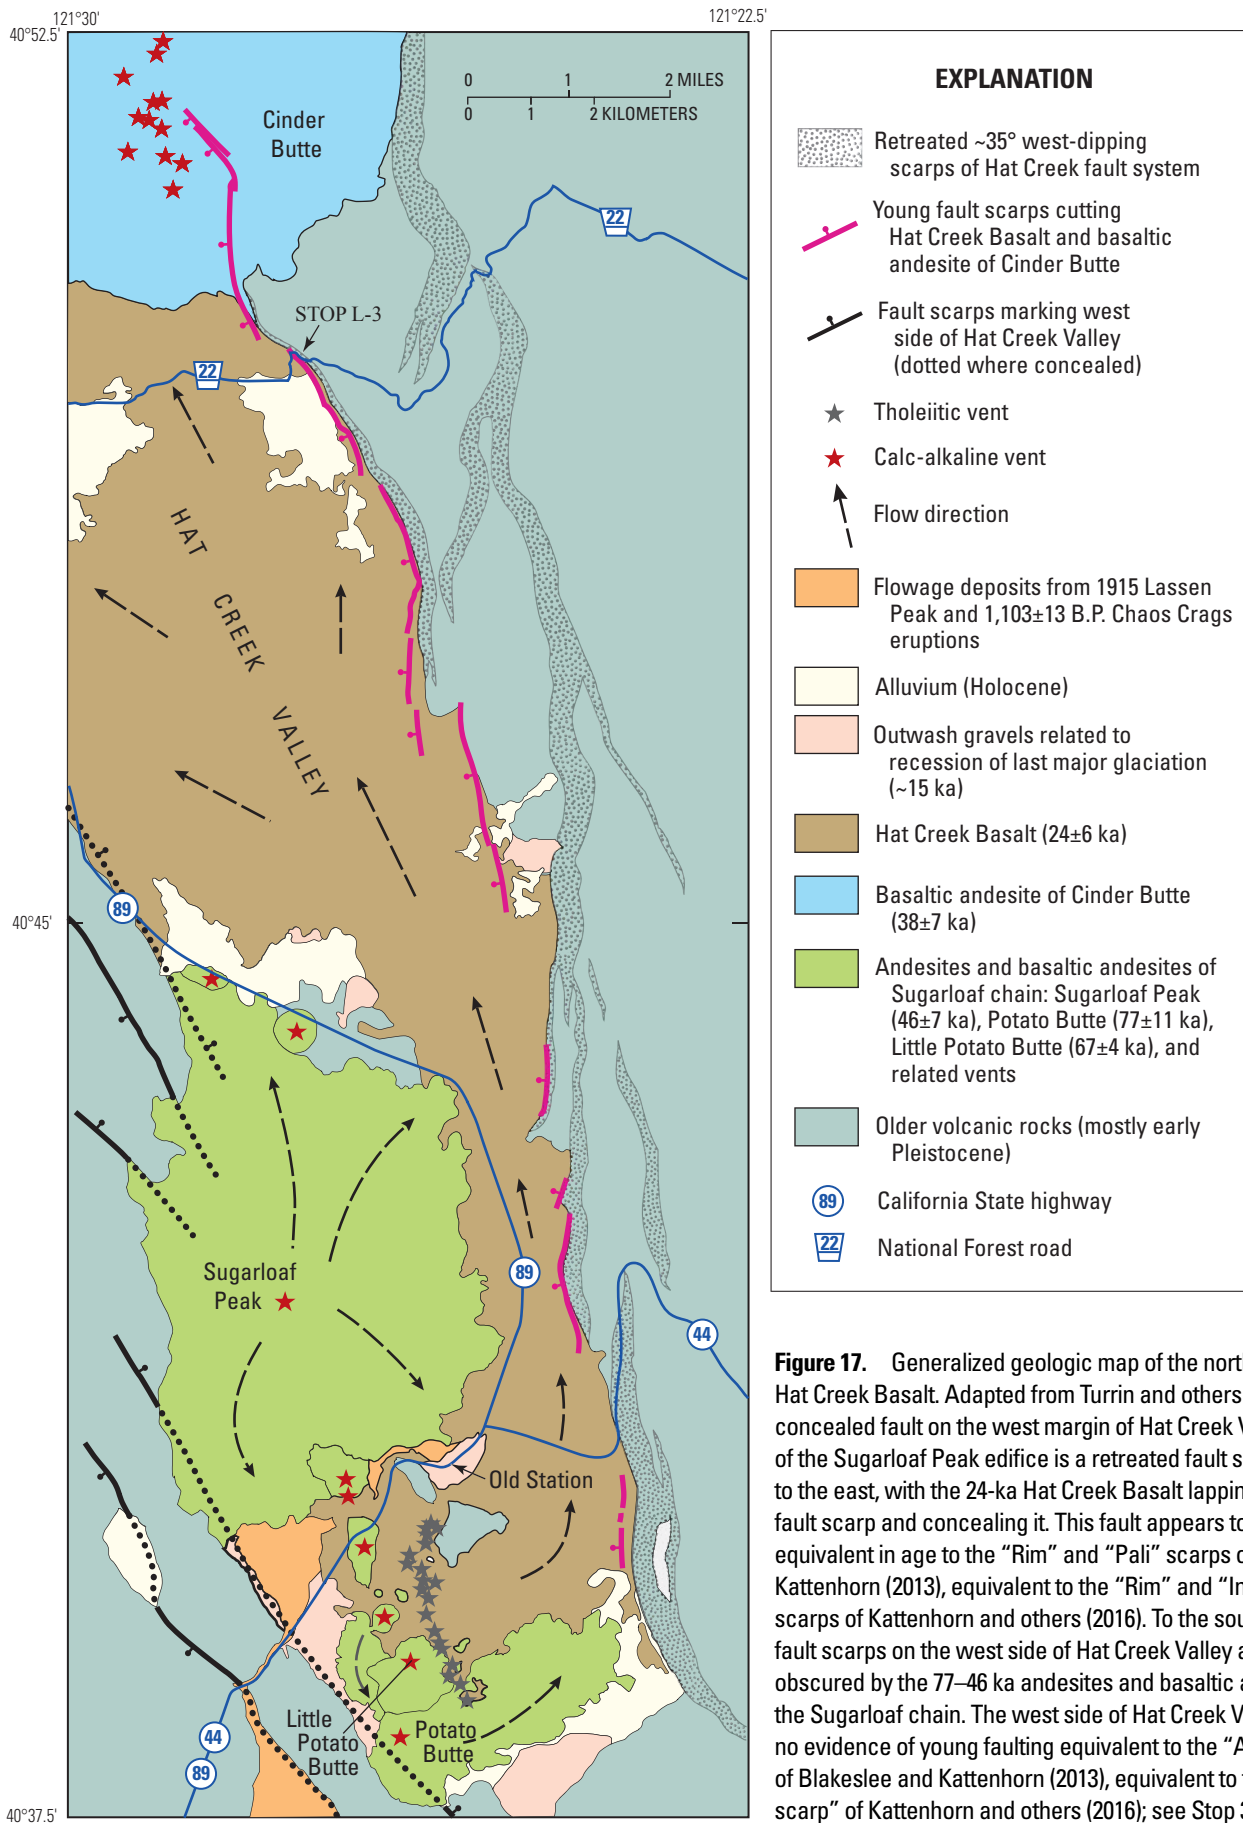 121°30'
121°22.5'
40°52.5'
0 1 2 MILES
0 1 2 KILOMETERS
Cinder
Butte
22
STOP L-3
22
HAT CREEK VALLEY
89
40°45'
Sugarloaf
Peak
89
44
Old Station
Little
Potato
Butte
Potato
Butte
44
89
40°37.5'
EXPLANATION
Retreated ~35° west-dipping
scarps of Hat Creek fault system
Young fault scarps cutting
Hat Creek Basalt and basaltic
andesite of Cinder Butte
Fault scarps marking west
side of Hat Creek Valley
(dotted where concealed)
Tholeiitic vent
Calc-alkaline vent
Flow direction
Flowage deposits from 1915 Lassen
Peak and 1,103±13 B.P. Chaos Crags
eruptions
Alluvium (Holocene)
Outwash gravels related to
recession of last major glaciation
(~15 ka)
Hat Creek Basalt (24±6 ka)
Basaltic andesite of Cinder Butte
(38±7 ka)
Andesites and basaltic andesites of
Sugarloaf chain: Sugarloaf Peak
(46±7 ka), Potato Butte (77±11 ka),
Little Potato Butte (67±4 ka), and
related vents
Older volcanic rocks (mostly early
Pleistocene)
89 California State highway
22 National Forest road
Figure 17. Generalized geologic map of the north
Hat Creek Basalt. Adapted from Turrin and others
concealed fault on the west margin of Hat Creek V
of the Sugarloaf Peak edifice is a retreated fault s
to the east, with the 24-ka Hat Creek Basalt lappin
fault scarp and concealing it. This fault appears to
equivalent in age to the “Rim” and “Pali” scarps o
Kattenhorn (2013), equivalent to the “Rim” and “In
scarps of Kattenhorn and others (2016). To the sou
fault scarps on the west side of Hat Creek Valley a
obscured by the 77–46 ka andesites and basaltic a
the Sugarloaf chain. The west side of Hat Creek V
no evidence of young faulting equivalent to the “A
of Blakeslee and Kattenhorn (2013), equivalent to
scarp” of Kattenhorn and others (2016); see Stop 3